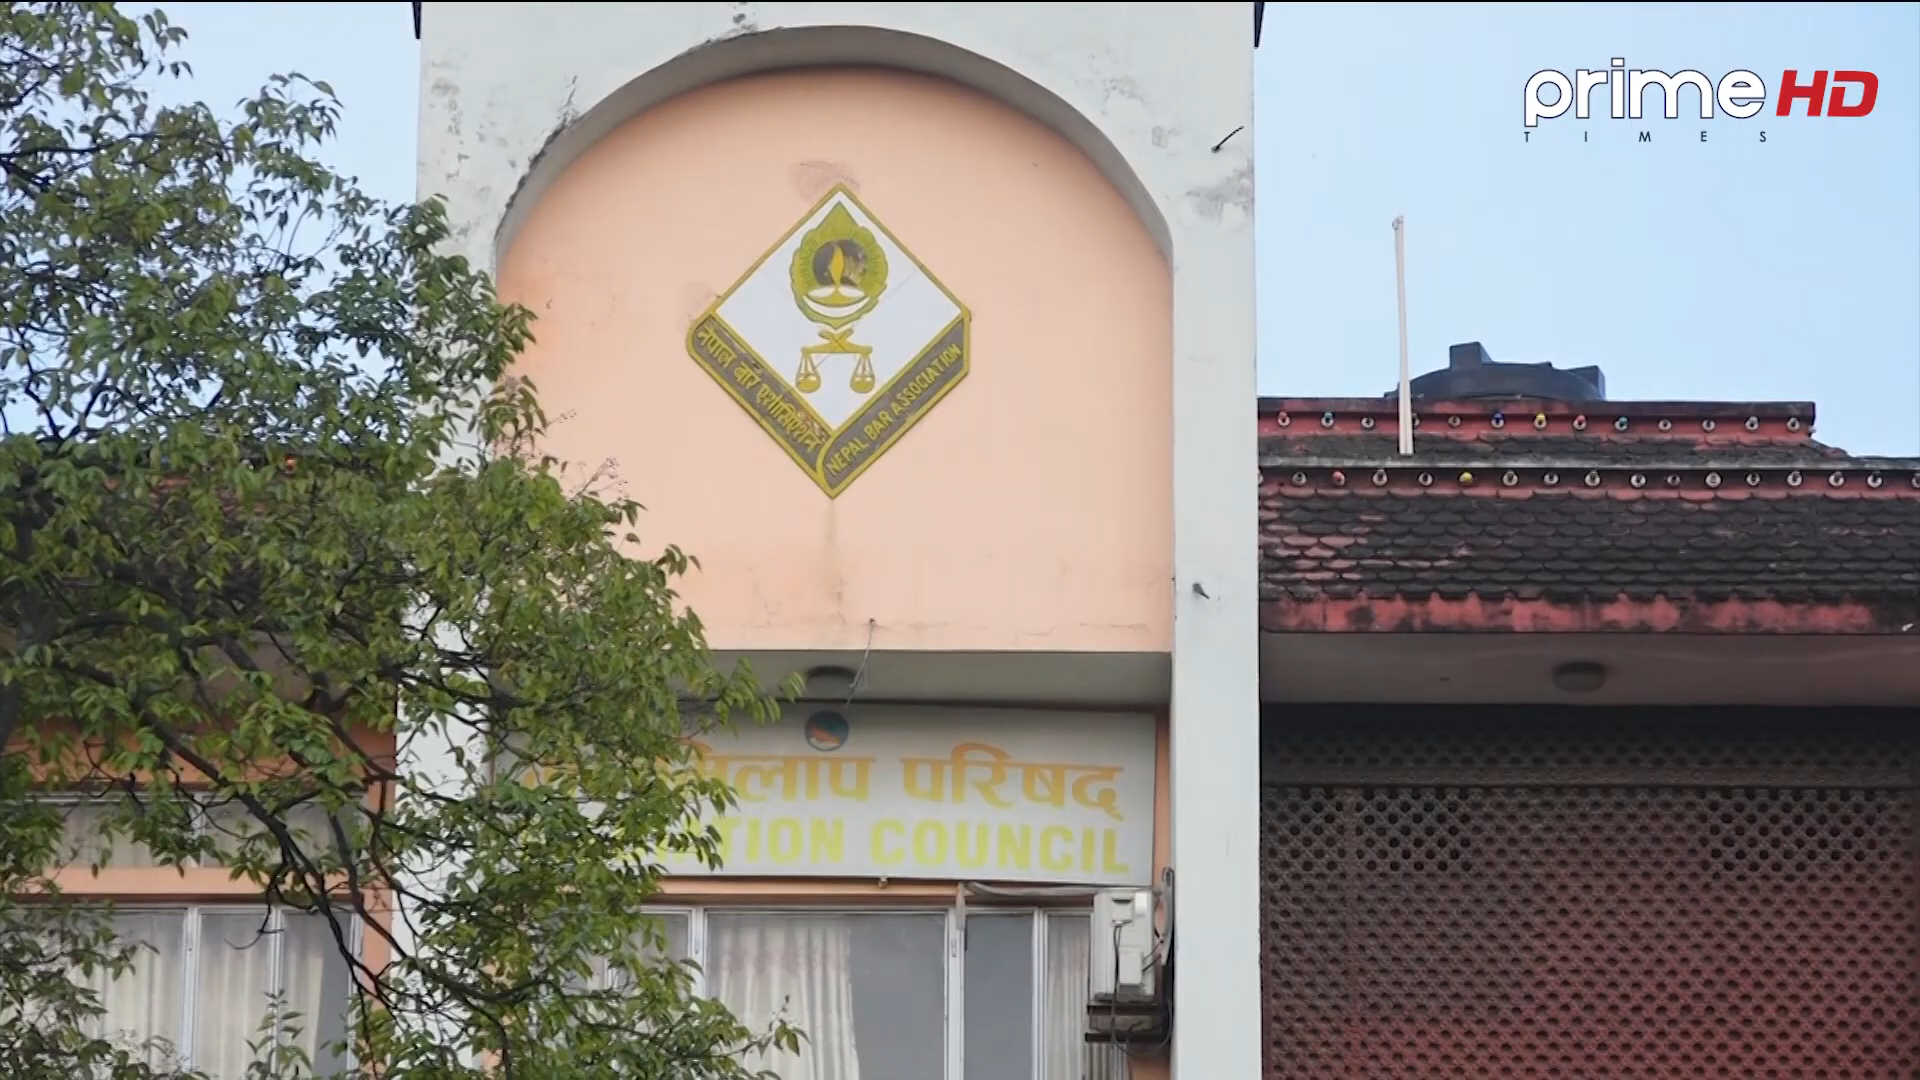 prime HD
TIMES
नेपाल बार एसोसिएशन
NEPAL BAR ASSOCIATION
परिषद्
COUNCIL